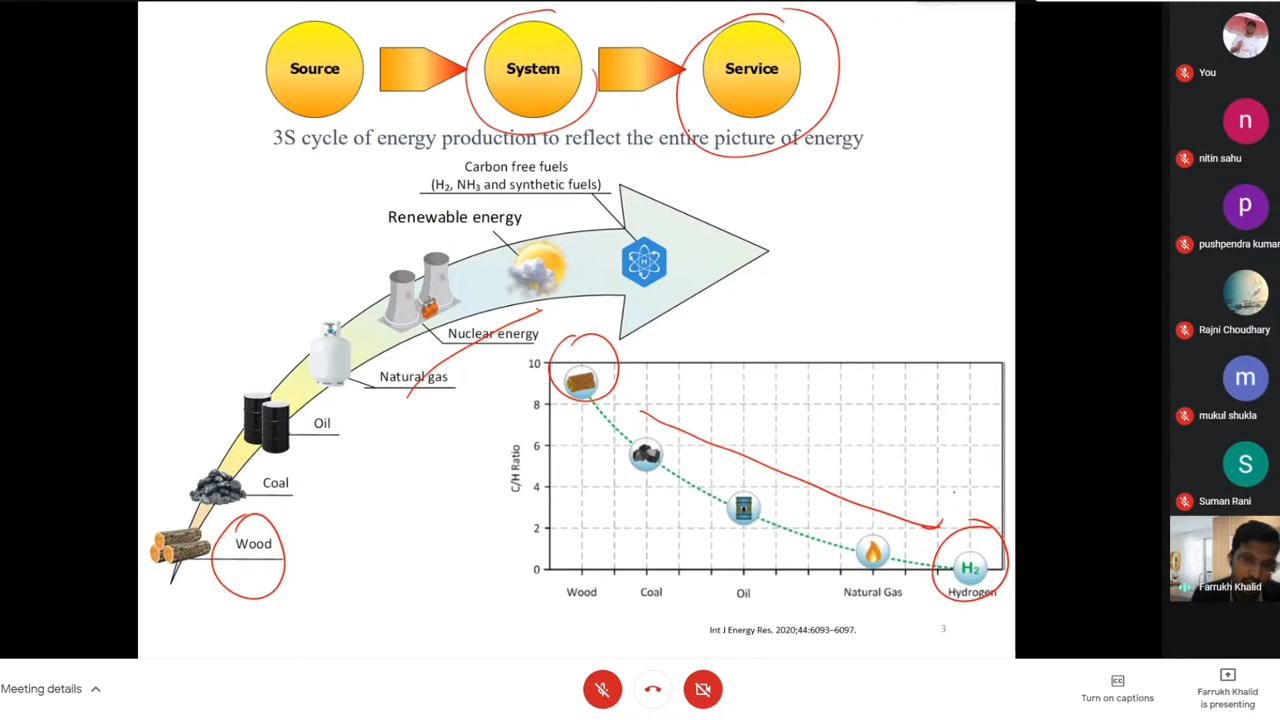 Source
System
Service
3S cycle of energy production to reflect the entire picture of energy
Carbon free fuels
(H₂, NH₃ and synthetic fuels)
Renewable energy
H
Nuclear energy
Natural gas
Oil
Coal
Wood
10
8
6
4
2
0
C/H Ratio
H₂
Wood
Coal
Oil
Natural Gas
Hydrogen
Int J Energy Res. 2020;44:6093–6097.
3
You
n
nitin sahu
p
pushpendra kumar
Rajni Choudhary
m
mukul shukla
S
Suman Rani
Farrukh Khalid
Meeting details
CC
Turn on captions
Farrukh Khalid
is presenting